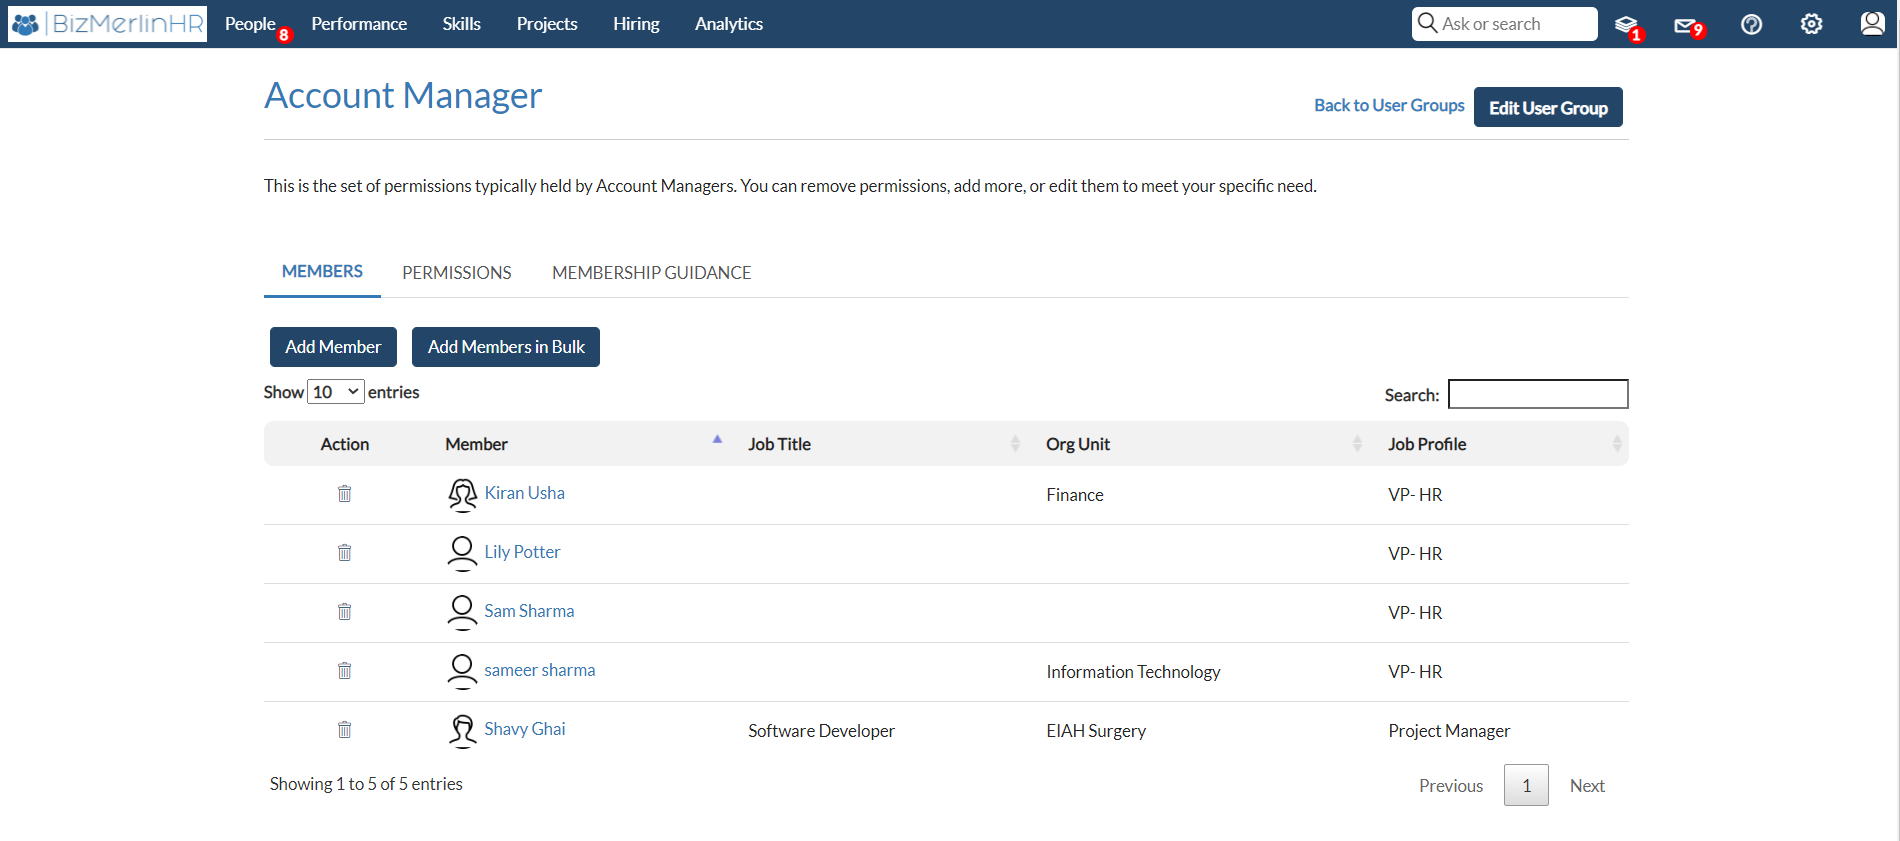 BizMerlinHR People 8 Performance Skills Projects Hiring Analytics Ask or search 1 9
Account Manager
Back to User Groups Edit User Group
This is the set of permissions typically held by Account Managers. You can remove permissions, add more, or edit them to meet your specific need.
MEMBERS PERMISSIONS MEMBERSHIP GUIDANCE
Add Member Add Members in Bulk
Show 10 entries Search:
Action Member Job Title Org Unit Job Profile
Kiran Usha Finance VP- HR
Lily Potter VP- HR
Sam Sharma VP- HR
sameer sharma Information Technology VP- HR
Shavy Ghai Software Developer EIAH Surgery Project Manager
Showing 1 to 5 of 5 entries Previous 1 Next